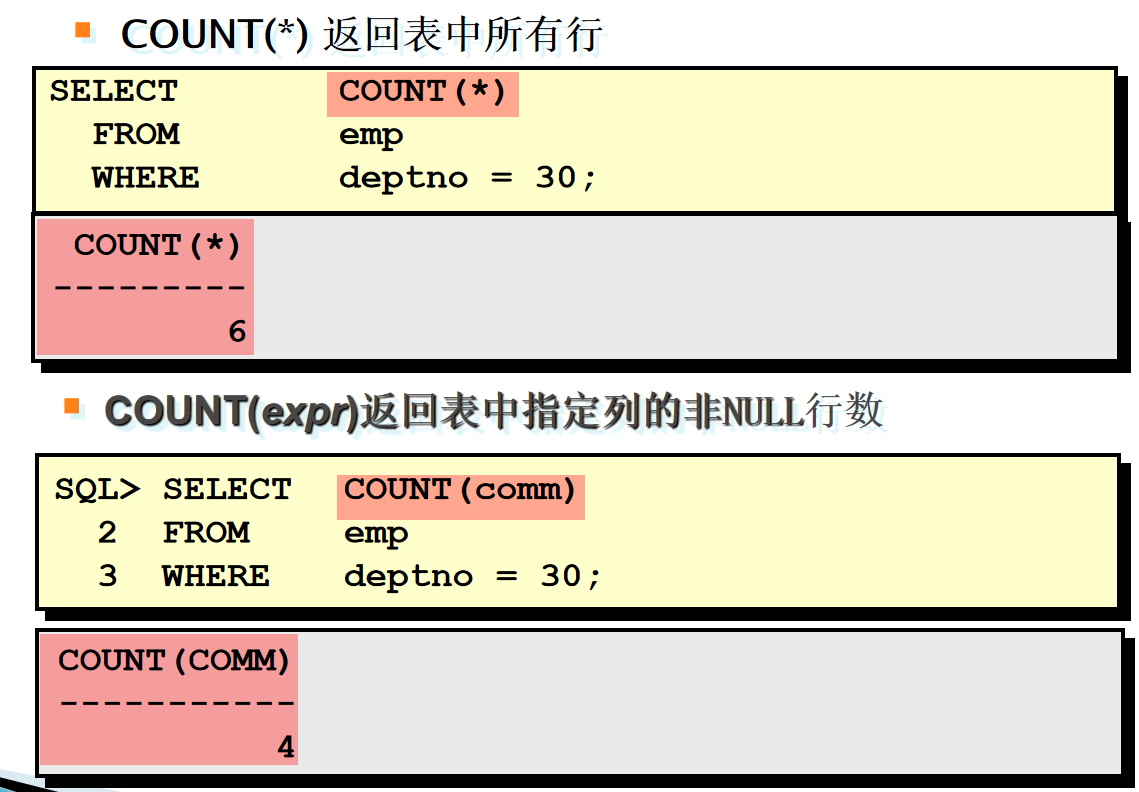 COUNT(*) 返回表中所有行
SELECT COUNT(*)
FROM emp
WHERE deptno = 30;
COUNT(*)
---------
6
COUNT(expr)返回表中指定列的非NULL行数
SQL> SELECT COUNT(comm)
2 FROM emp
3 WHERE deptno = 30;
COUNT(COMM)
-----------
4